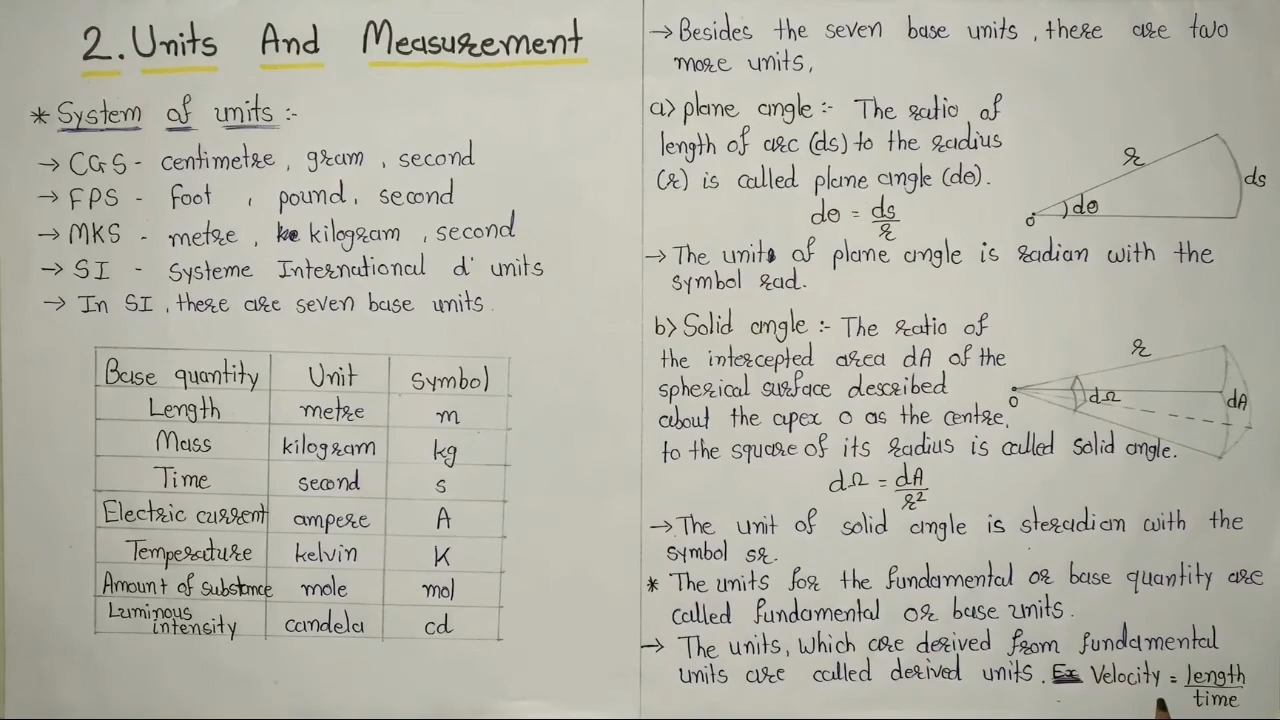 2. Units And Measurement
* System of units :-
→ CGS - centimetre, gram, second
→ FPS - foot , pound, second
→ MKS - metre, kilogram, second
→ SI - Systeme International d' units
→ In SI, there are seven base units.
Base quantity Unit Symbol
Length metre m
Mass kilogram kg
Time second s
Electric current ampere A
Temperature kelvin K
Amount of substance mole mol
Luminous intensity candela cd
→ Besides the seven base units, there are two
more units,
a) plane angle :- The ratio of
length of arc (ds) to the radius
(r) is called plane angle (dθ).
dθ = ds/r
r
ds
dθ
o
→ The unit of plane angle is radian with the
symbol rad.
b) Solid angle :- The ratio of
the intercepted area dA of the
spherical surface described
about the apex o as the centre,
to the square of its radius is called solid angle.
dΩ = dA/r²
r
o
dΩ
dA
→ The unit of solid angle is steradian with the
symbol sr.
* The units for the fundamental or base quantity are
called fundamental or base units.
→ The units, which are derived from fundamental
units are called derived units. Ex Velocity = length/time